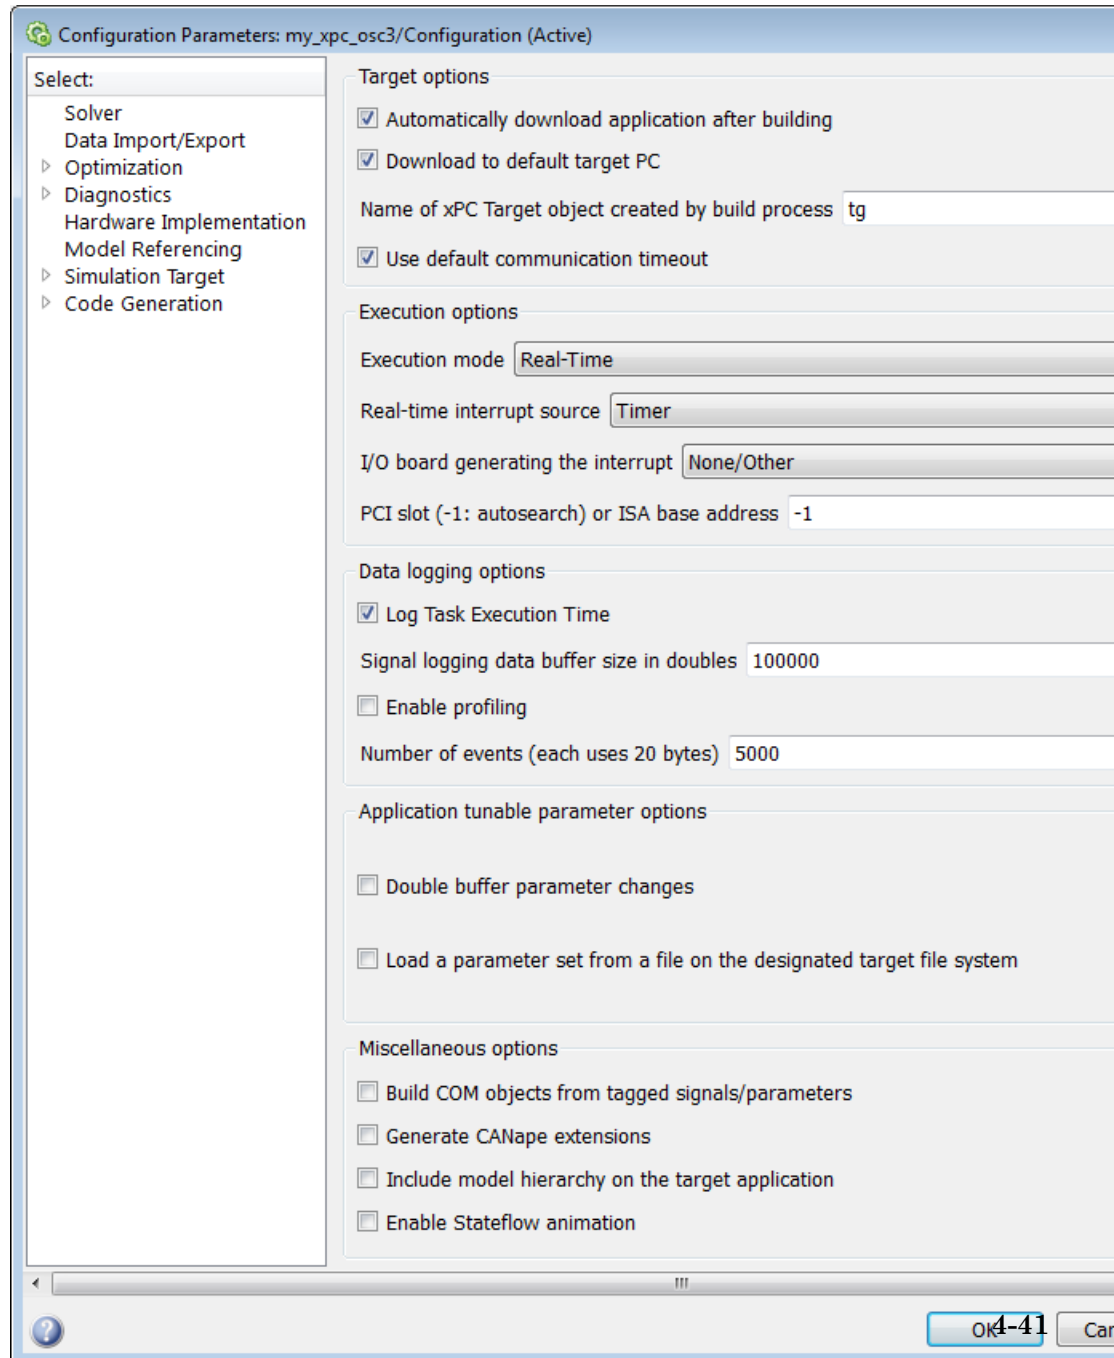 Configuration Parameters: my_xpc_osc3/Configuration (Active)
Select:
Solver
Data Import/Export
Optimization
Diagnostics
Hardware Implementation
Model Referencing
Simulation Target
Code Generation
Target options
Automatically download application after building
Download to default target PC
Name of xPC Target object created by build process tg
Use default communication timeout
Execution options
Execution mode Real-Time
Real-time interrupt source Timer
I/O board generating the interrupt None/Other
PCI slot (-1: autosearch) or ISA base address -1
Data logging options
Log Task Execution Time
Signal logging data buffer size in doubles 100000
Enable profiling
Number of events (each uses 20 bytes) 5000
Application tunable parameter options
Double buffer parameter changes
Load a parameter set from a file on the designated target file system
Miscellaneous options
Build COM objects from tagged signals/parameters
Generate CANape extensions
Include model hierarchy on the target application
Enable Stateflow animation
OK
4-41